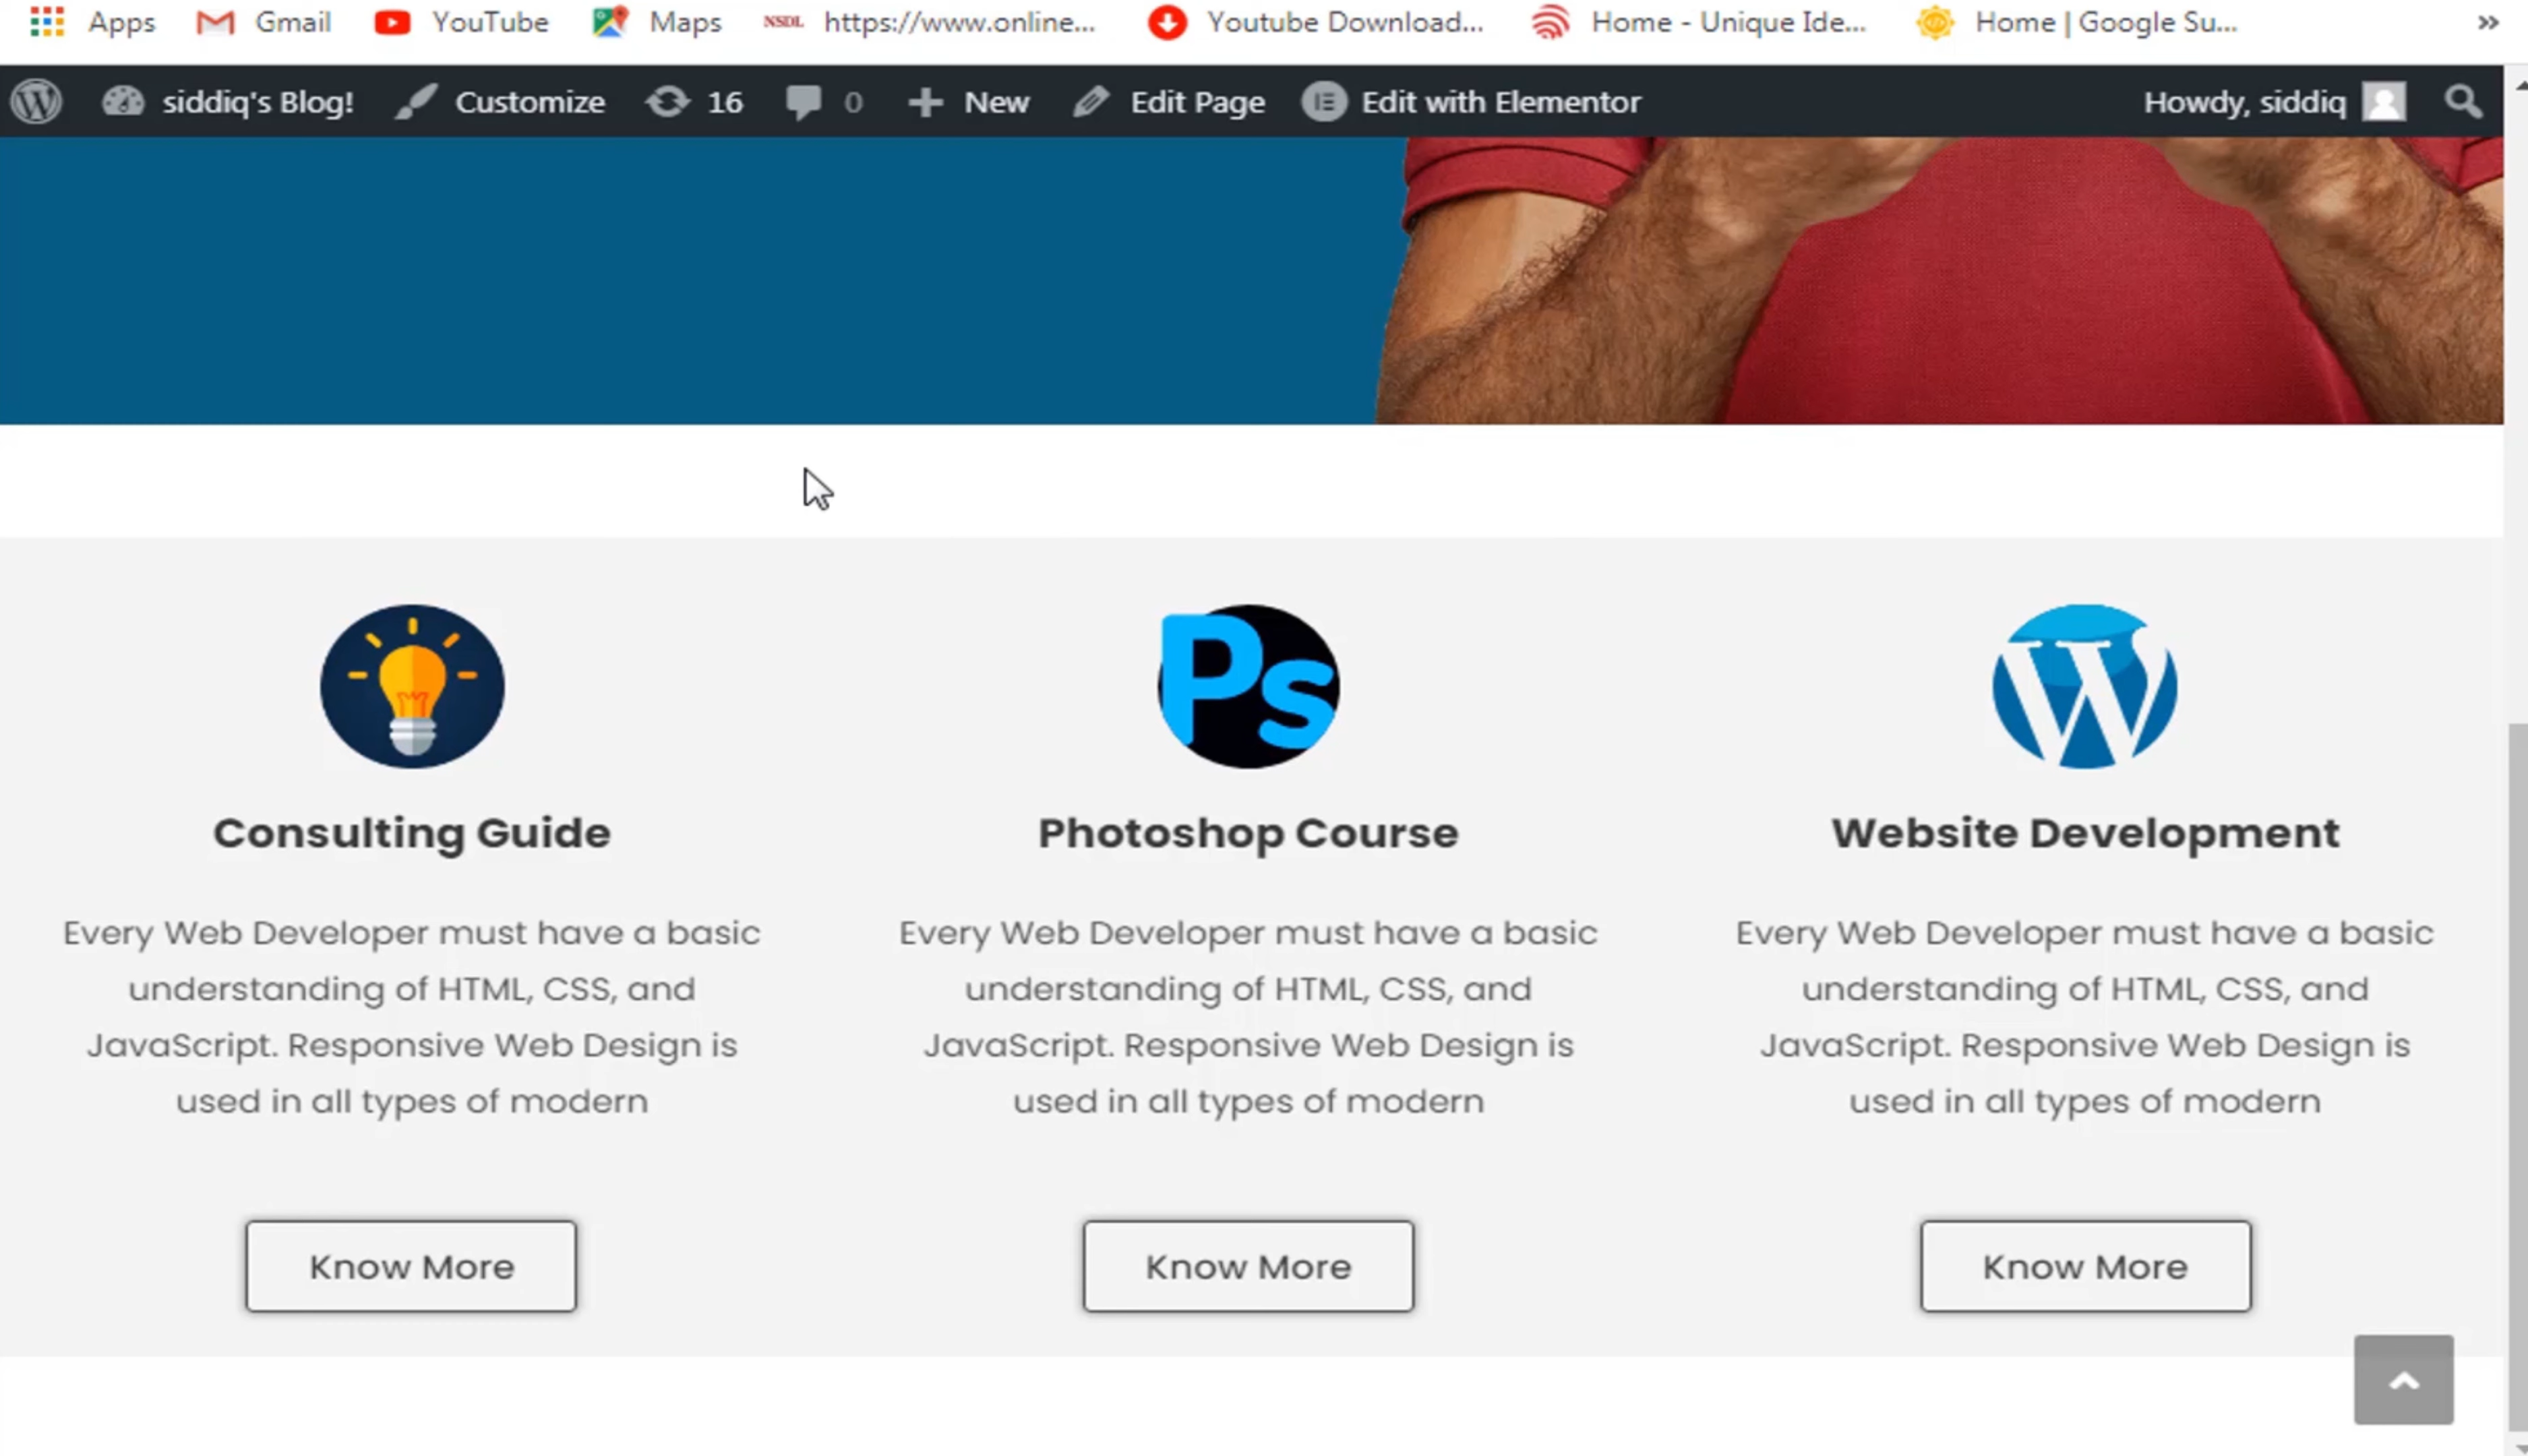 Apps Gmail YouTube Maps NSDL https://www.online... Youtube Download... Home - Unique Ide... Home | Google Su... »
siddiq's Blog! Customize 16 0 New Edit Page Edit with Elementor Howdy, siddiq
Ps
Consulting Guide
Every Web Developer must have a basic
understanding of HTML, CSS, and
JavaScript. Responsive Web Design is
used in all types of modern
Know More
Photoshop Course
Every Web Developer must have a basic
understanding of HTML, CSS, and
JavaScript. Responsive Web Design is
used in all types of modern
Know More
Website Development
Every Web Developer must have a basic
understanding of HTML, CSS, and
JavaScript. Responsive Web Design is
used in all types of modern
Know More